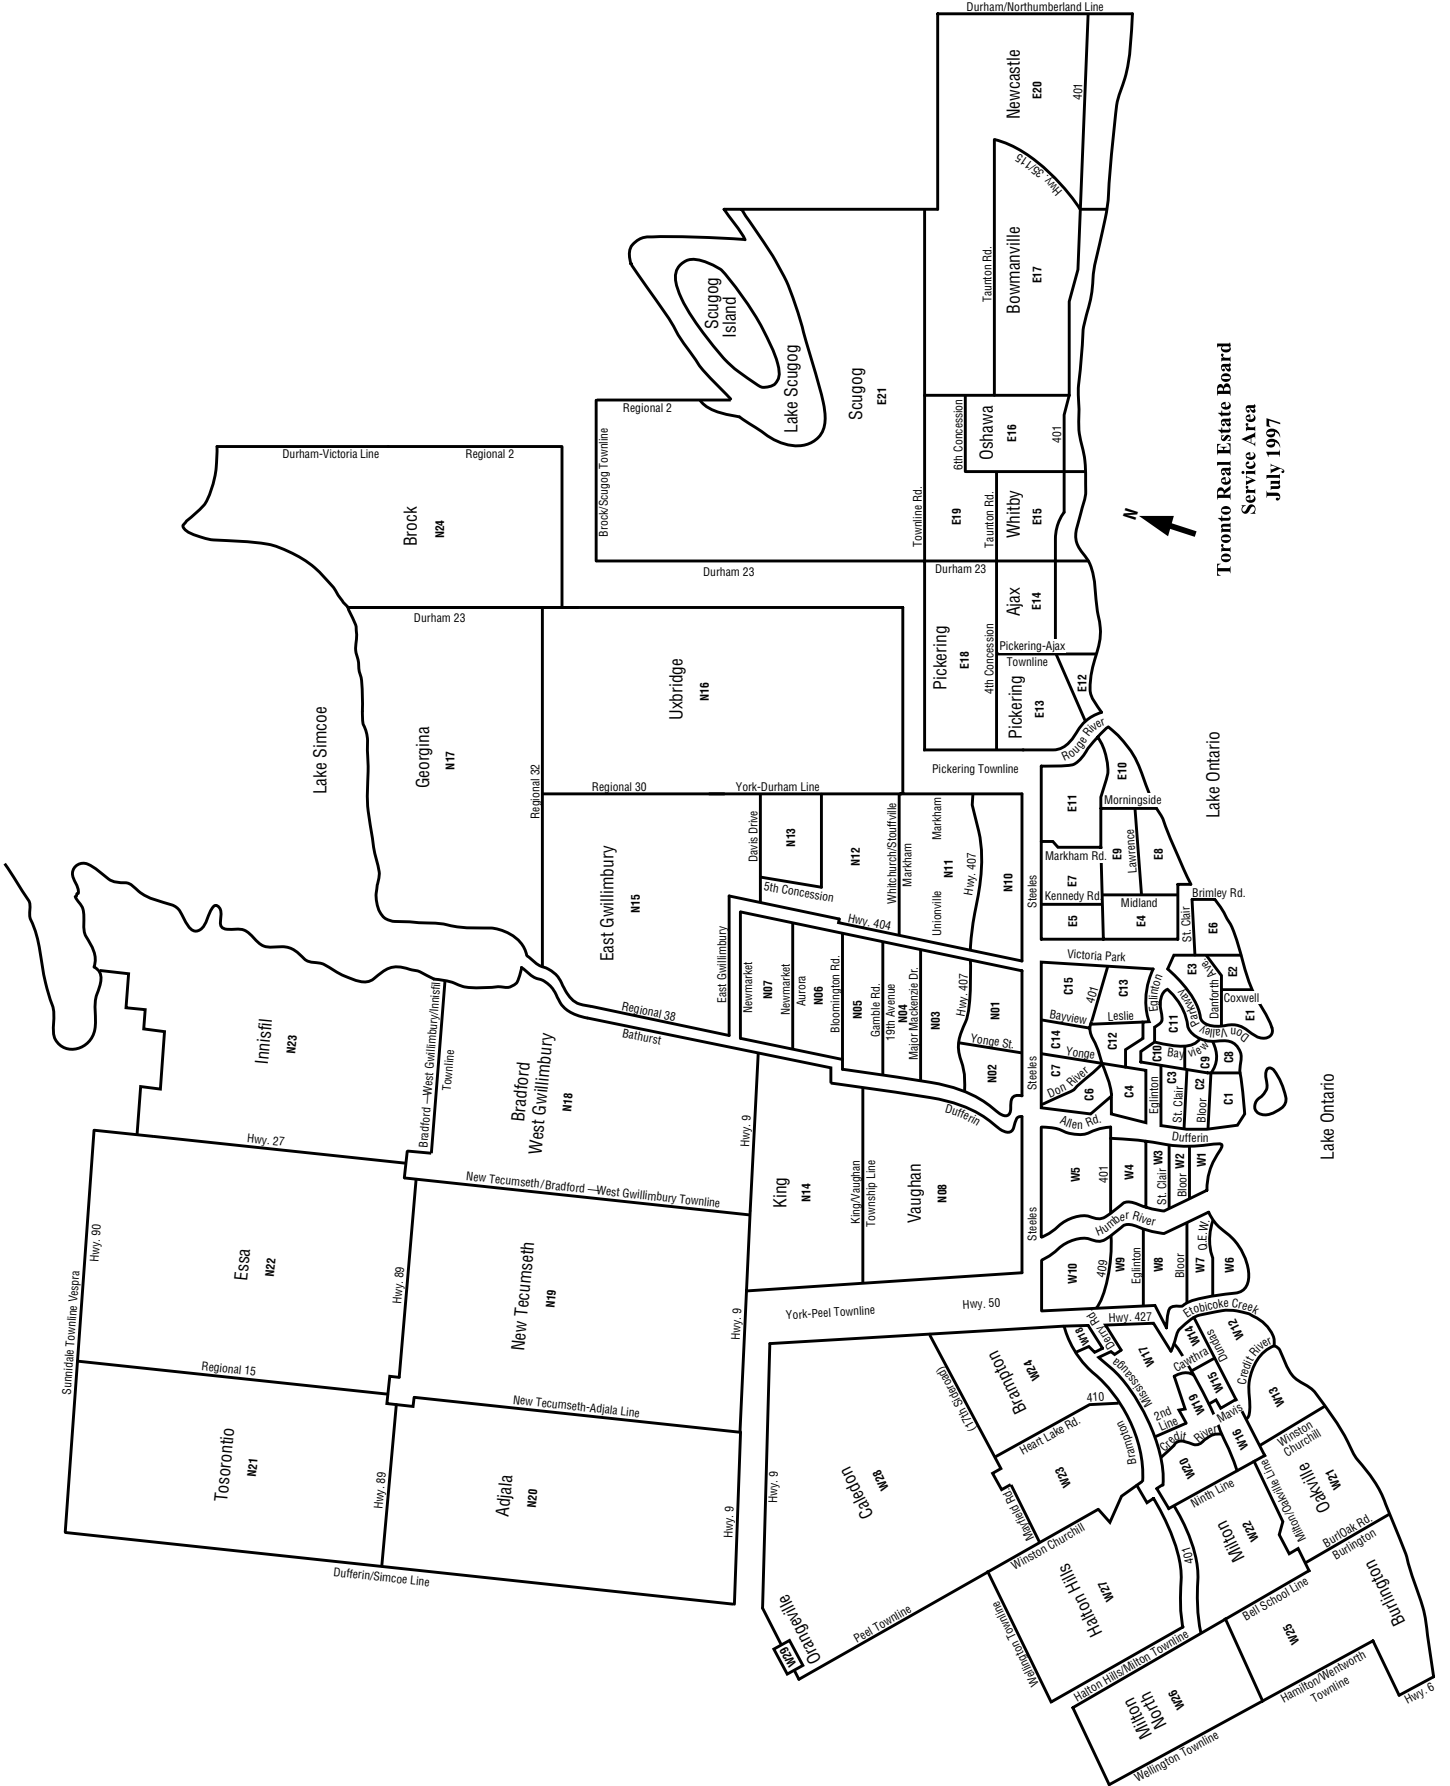 Durham/Northumberland Line
Newcastle
E20
401
Hwy. 35/115
Taunton Rd.
Bowmanville
E17
Scugog
Island
Lake Scugog
Scugog
E21
Regional 2
Brock/Scugog Townline
6th Concession
Oshawa
E16
401
Townline Rd.
E19
Taunton Rd.
Whitby
E15
Durham 23
Durham 23
Ajax
E14
Pickering
E18
4th Concession
Pickering-Ajax
Townline
Pickering
E13
E12
Rouge River
Pickering Townline
Toronto Real Estate Board
Service Area
July 1997
N
Durham-Victoria Line
Regional 2
Brock
N24
Durham 23
Lake Simcoe
Georgina
N17
Regional 32
Uxbridge
N16
Regional 30
York-Durham Line
East Gwillimbury
N15
Davis Drive
N13
5th Concession
N12
Whitchurch/Stouffville
Markham
Markham
Unionville
N11
Hwy. 407
N10
Hwy. 404
Steeles
East Gwillimbury
Newmarket
N07
Newmarket
Aurora
N06
Bloomington Rd.
N05
Gamble Rd.
19th Avenue
N04
Major Mackenzie Dr.
N03
Hwy. 407
N01
Yonge St.
N02
Steeles
Regional 38
Bathurst
Dufferin
Innisfil
N23
Bradford —West Gwillimbury/Innisfil
Townline
Bradford
West Gwillimbury
N18
Hwy. 9
King
N14
King/Vaughan
Township Line
Vaughan
N08
Steeles
Hwy. 27
New Tecumseth/Bradford —West Gwillimbury Townline
Hwy. 90
Essa
N22
Sunnidale Townline Vespra
Hwy. 89
New Tecumseth
N19
Hwy. 9
York-Peel Townline
Hwy. 50
Regional 15
New Tecumseth-Adjala Line
Tosorontio
N21
Hwy. 89
Adjala
N20
Hwy. 9
Hwy. 9
Dufferin/Simcoe Line
E11
E10
Morningside
Markham Rd.
E9
Lawrence
E8
E7
Kennedy Rd.
Midland
E5
E4
St. Clair
Brimley Rd.
E6
Victoria Park
C15
401
C13
Eglinton
E3
Danforth Ave.
E2
Coxwell
E1
Don Valley Parkway
Bayview
Leslie
C11
C14
C12
Yonge
C10
Bayview
C9
C8
C7
Don River
C6
C4
Eglinton
C3
St. Clair
C2
Bloor
C1
Allen Rd.
Dufferin
W5
401
W4
W3
St. Clair
W2
Bloor
W1
Humber River
W10
409
W9
Eglinton
W8
Bloor
W7
Q.E.W.
W6
Hwy. 427
Etobicoke Creek
Lake Ontario
Lake Ontario
W18
Derry Rd
W17
Mississauga
Cawthra
W14
Dundas
W12
Credit River
W15
W19
2nd
Line
Mavis
W13
Credit River
W16
W20
Winston
Churchill
Ninth Line
Milton/Oakville Line
Oakville
W21
Milton
W22
BurlOak Rd.
Burlington
Brampton
W24
(17th Sideroad)
410
Heart Lake Rd.
Brampton
W23
Mayfield Rd.
Winston Churchill
Caledon
W28
Orangeville
W29
Peel Townline
Wellington Townline
Halton Hills
W27
401
Halton Hills/Milton Townline
Bell School Line
W25
Burlington
Hamilton/Wentworth
Townline
Hwy. 6
Milton
North
W26
Wellington Townline